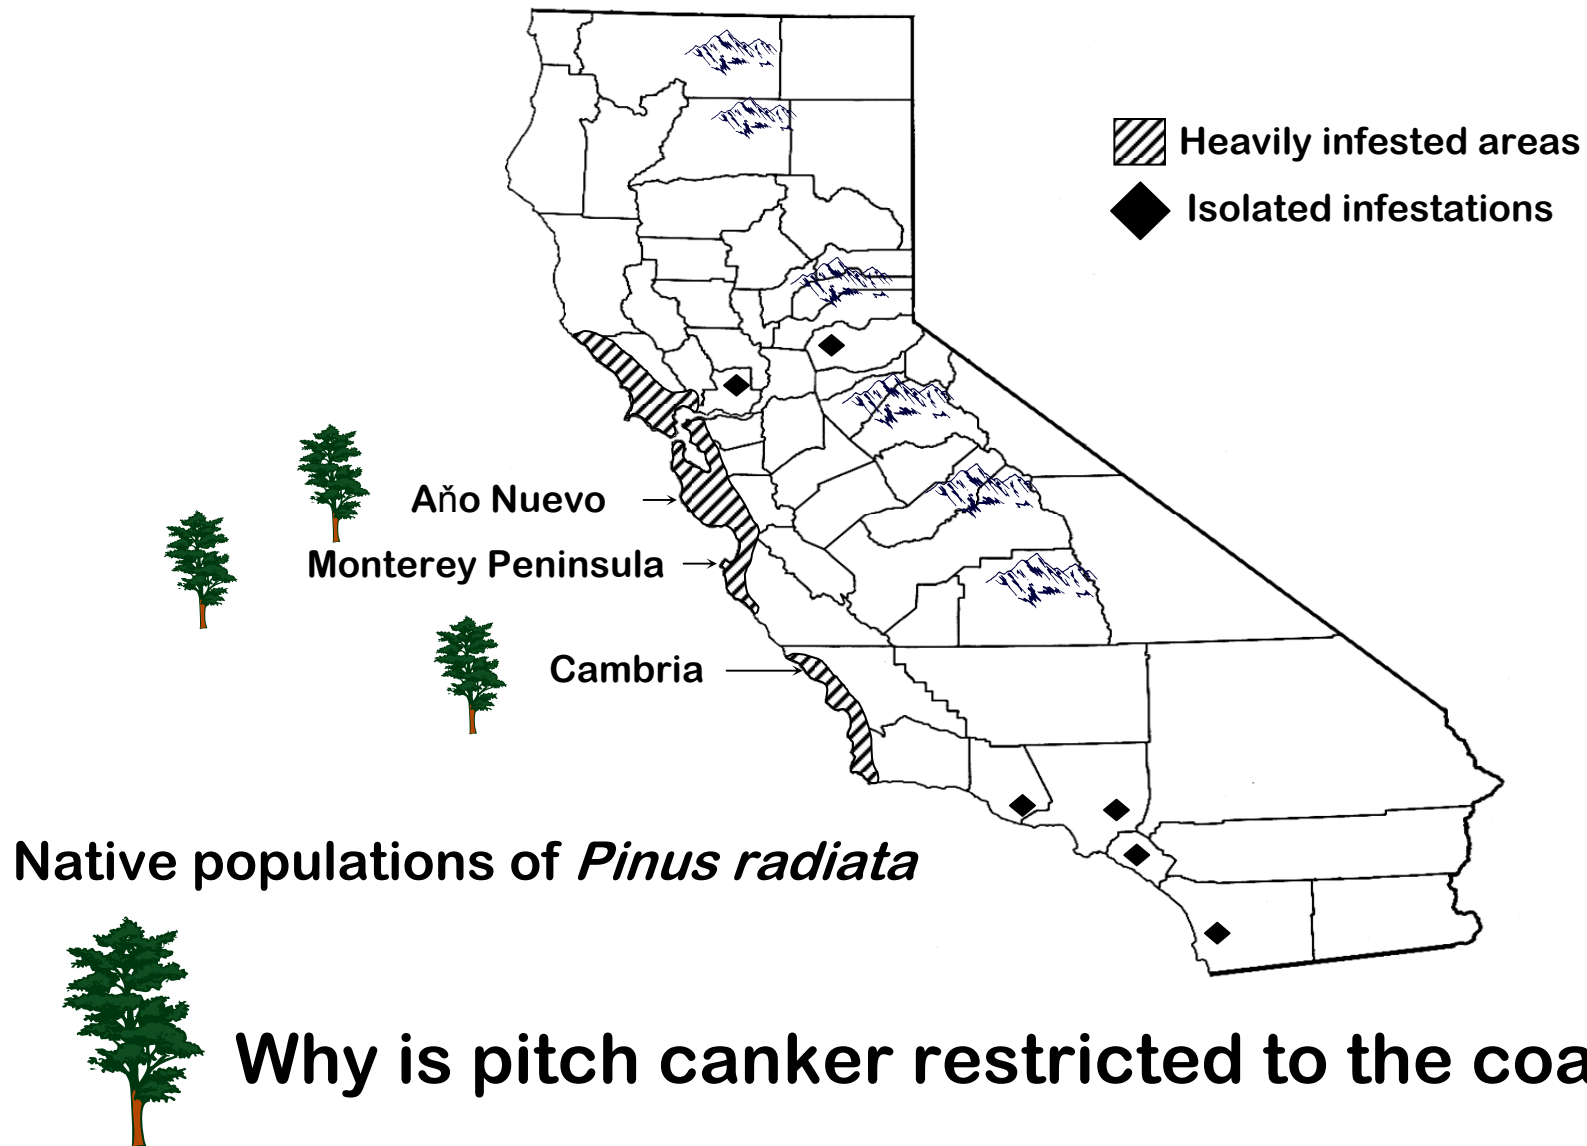 Heavily infested areas
Isolated infestations
Aňo Nuevo
Monterey Peninsula
Cambria
Native populations of Pinus radiata
Why is pitch canker restricted to the coa